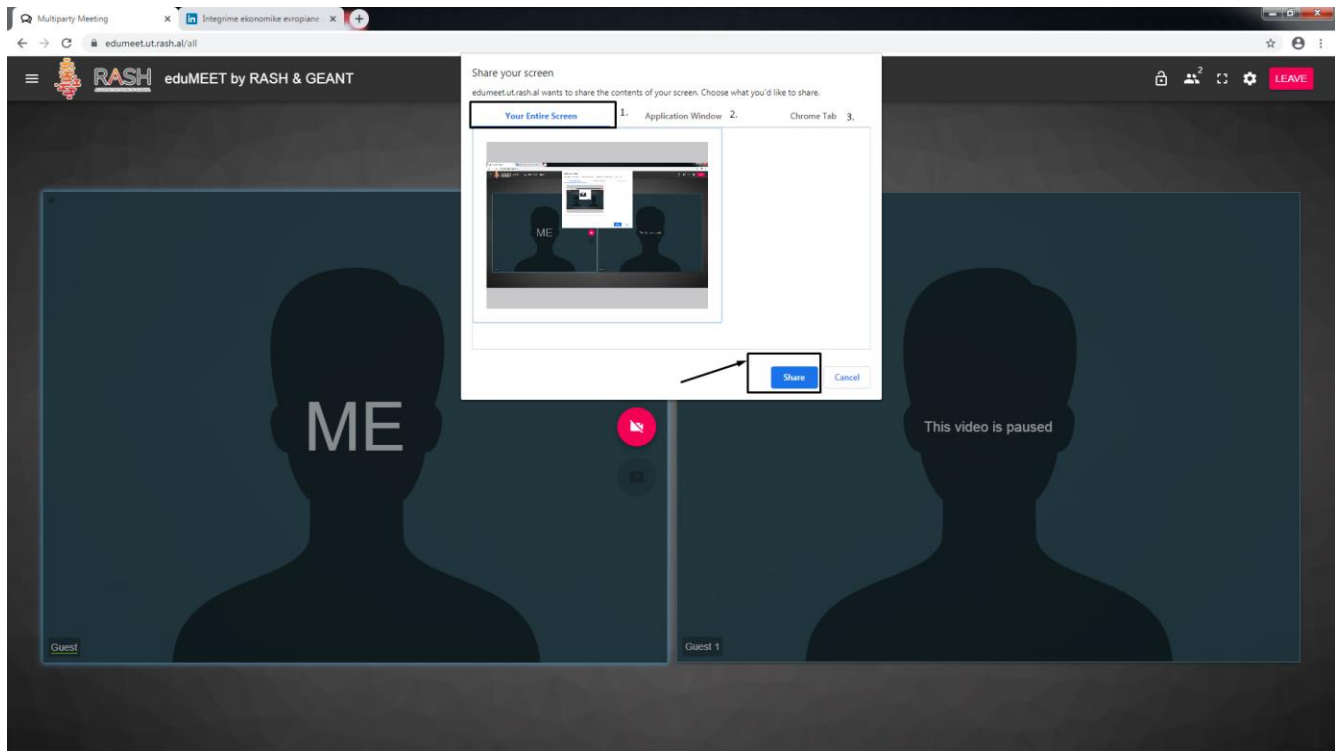 Multiparty Meeting
Integrime ekonomike evropiane
edumeet.ut.rash.al/all
RASH eduMEET by RASH & GEANT
2
LEAVE
Share your screen
edumeet.ut.rash.al wants to share the contents of your screen. Choose what you'd like to share.
Your Entire Screen 1. Application Window 2. Chrome Tab 3.
ME
Share Cancel
ME
This video is paused
Guest
Guest 1